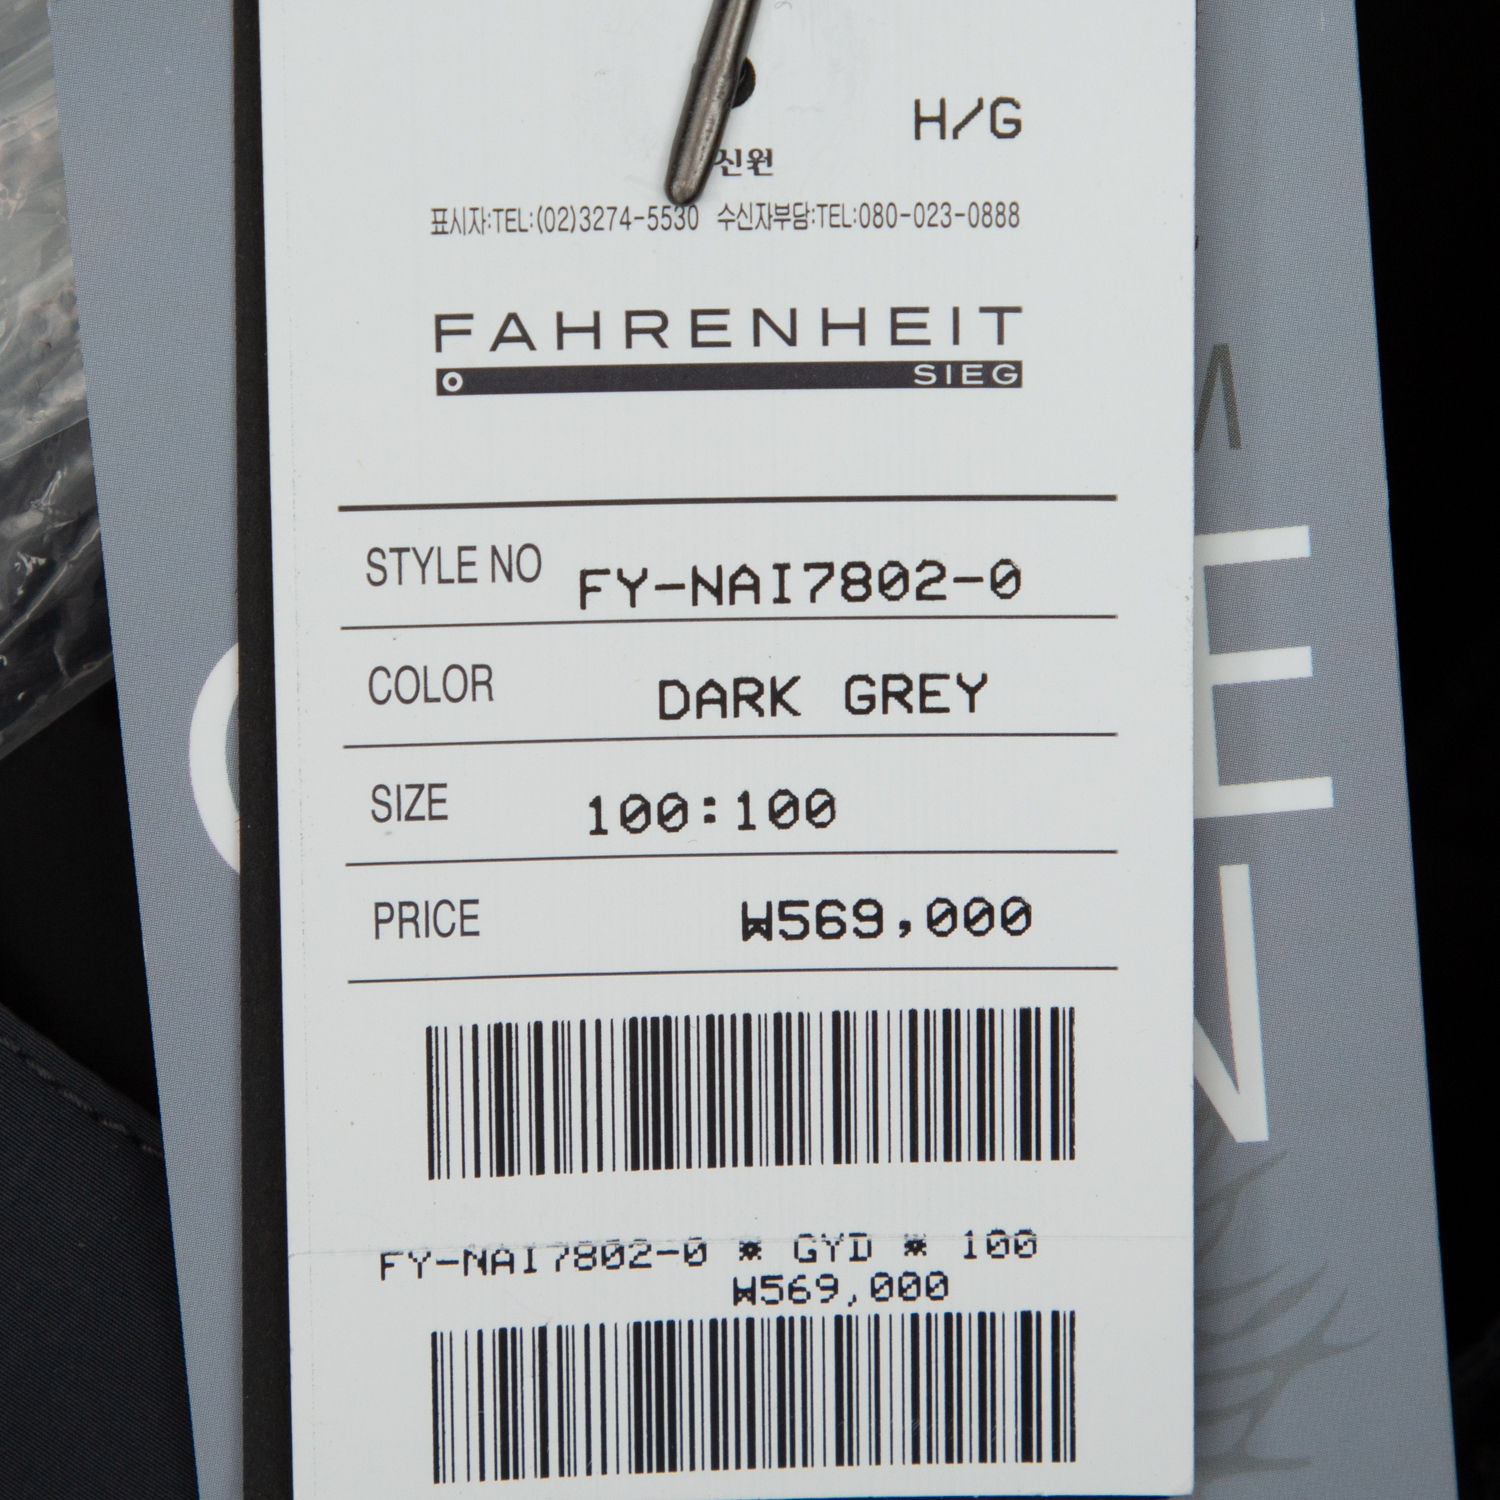 H/G
신원
표시자:TEL:(02)3274-5530 수신자부담:TEL:080-023-0888
FAHRENHEIT
SIEG
STYLE NO FY-NAI7802-0
COLOR DARK GREY
SIZE 100:100
PRICE ₩569,000
FY-NAI7802-0 * GYD * 100
₩569,000